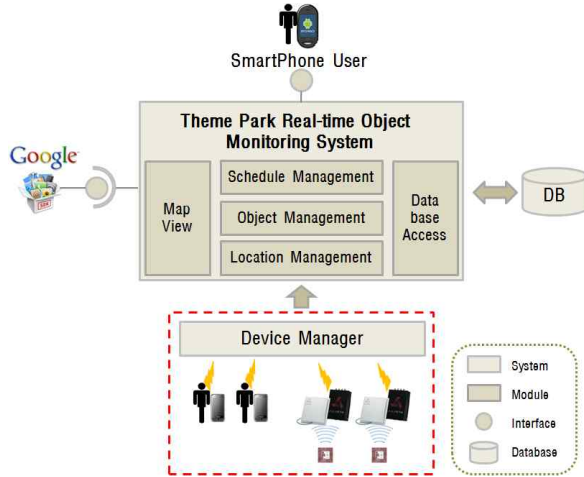 SmartPhone User
Theme Park Real-time Object
Monitoring System
Google
Map
View
Schedule Management
Object Management
Location Management
Data
base
Access
DB
Device Manager
System
Module
Interface
Database